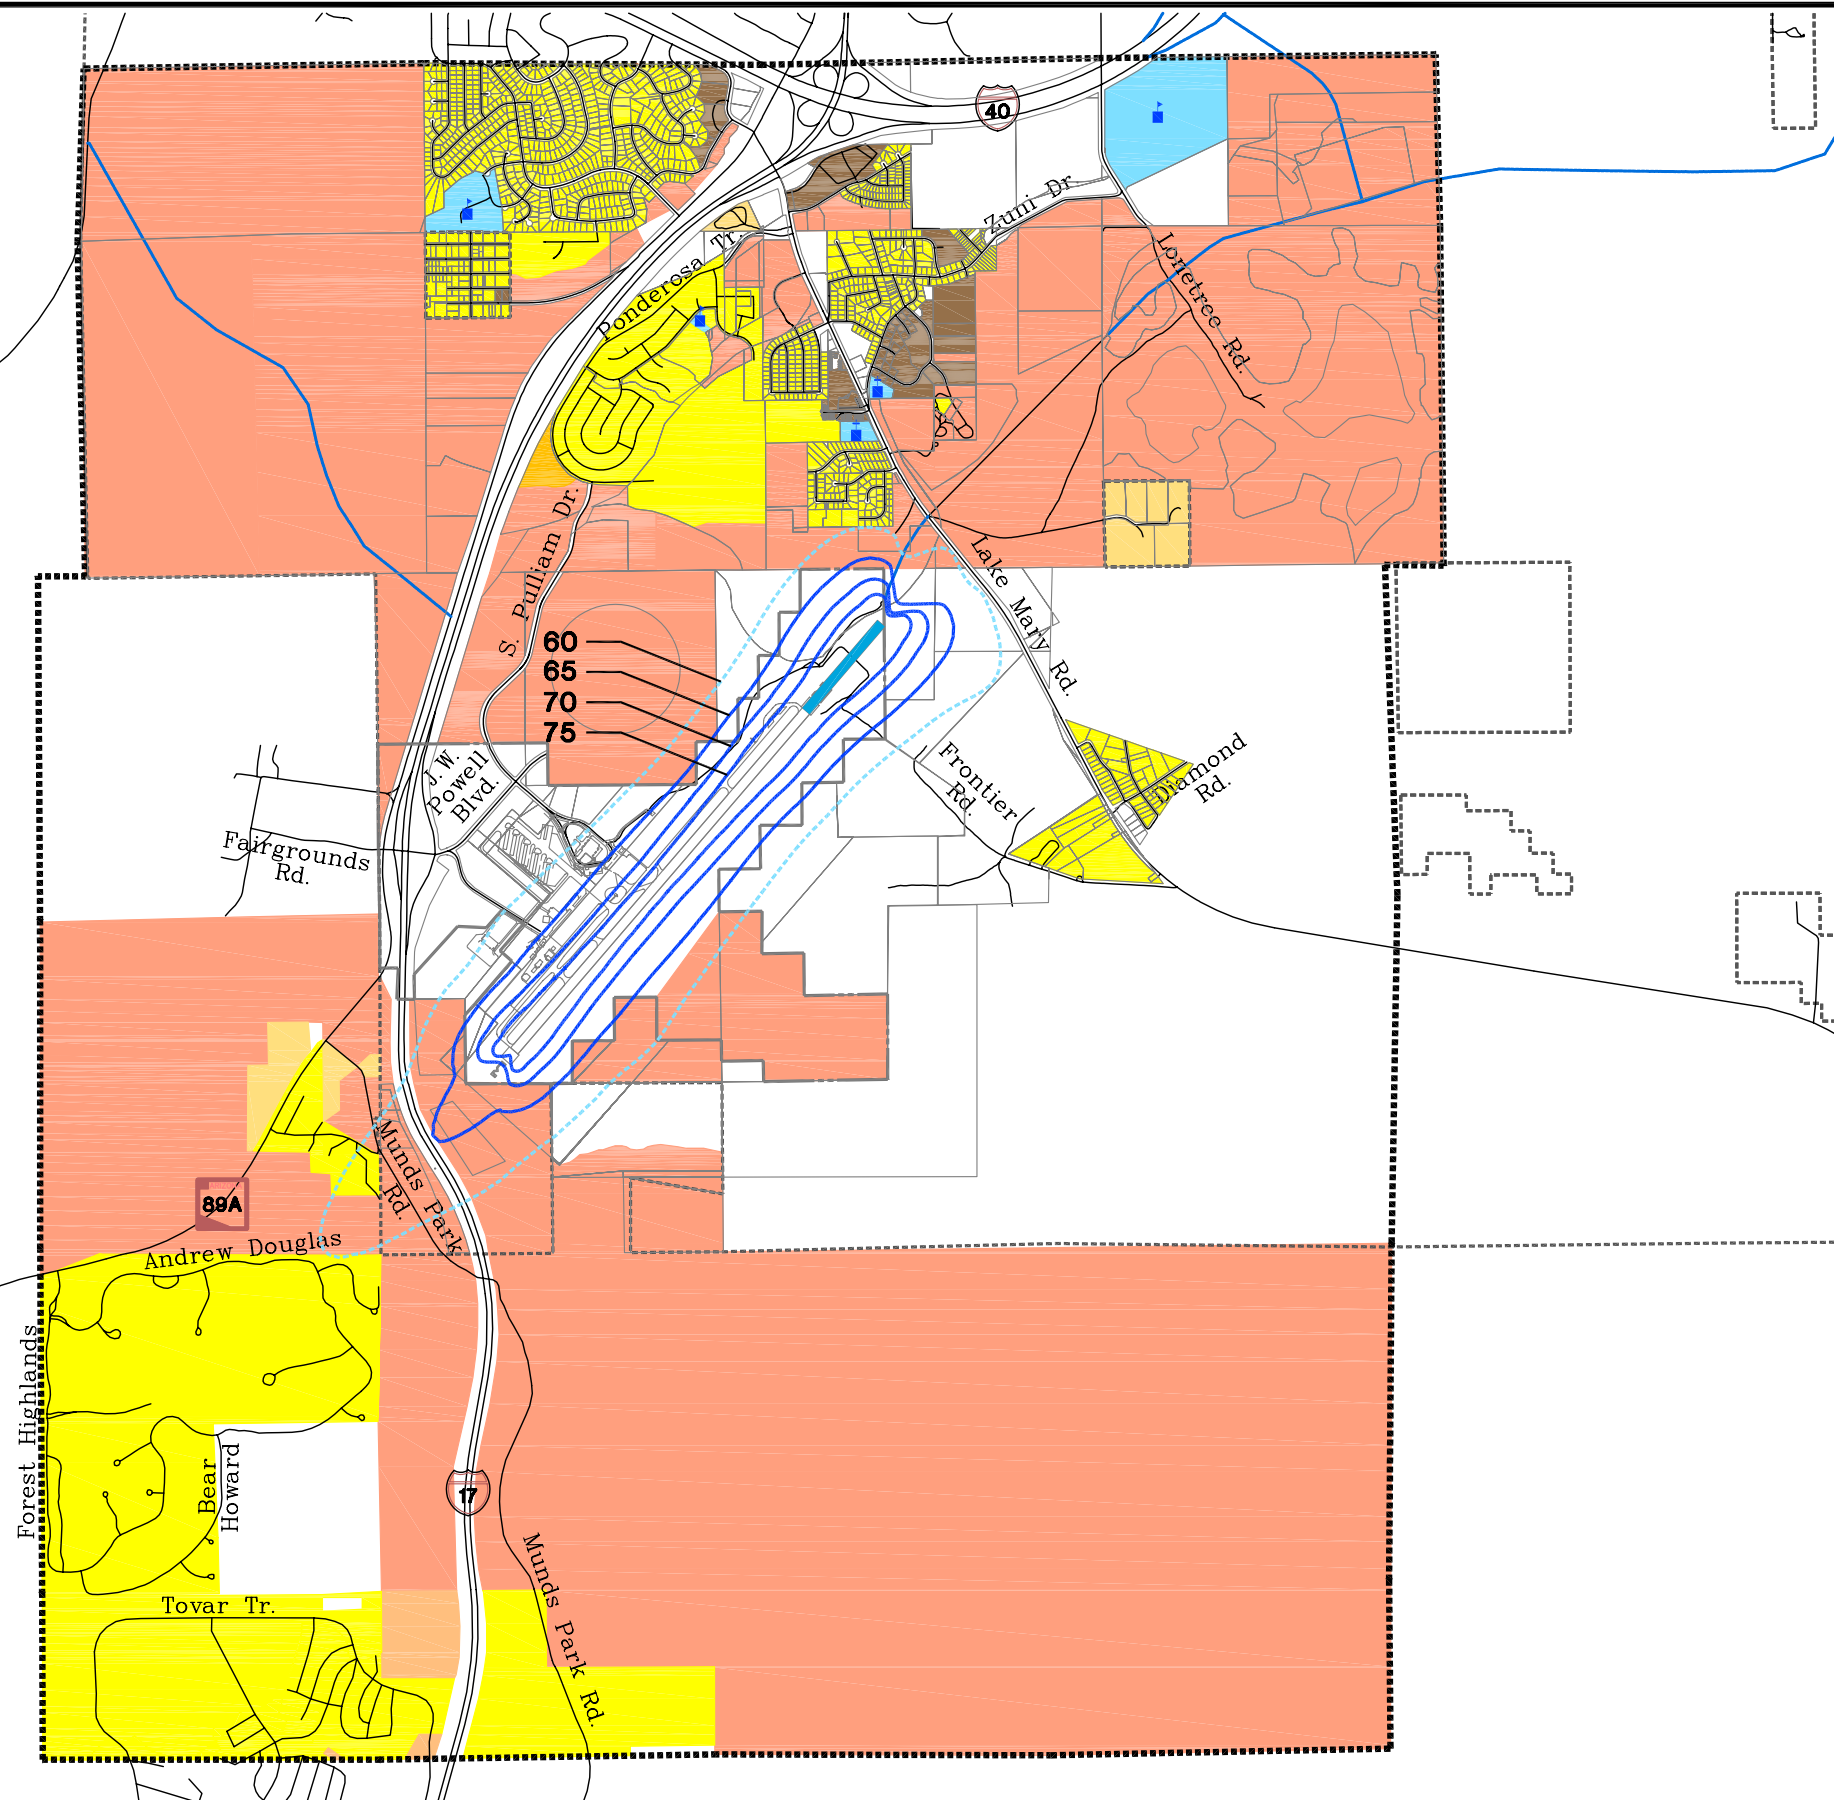 40
Zuni Dr.
Lonetree Rd.
Ponderosa Tr.
S. Pulliam Dr.
Lake Mary Rd.
60
65
70
75
J.W.
Powell
Blvd.
Frontier
Rd.
Diamond
Rd.
Fairgrounds
Rd.
Munds Park
Rd.
89A
Andrew Douglas
Forest Highlands
Bear
Howard
17
Munds Park Rd.
Tovar Tr.